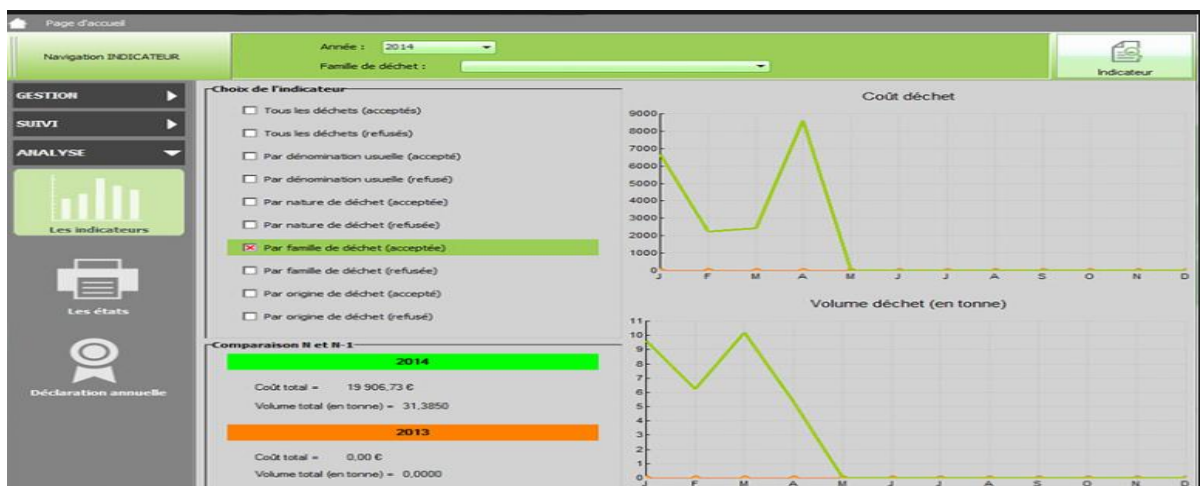 Page d'accueil
Navigation INDICATEUR
Année : 2014
Famille de déchet :
Indicateur
GESTION
SUIVI
ANALYSE
Les indicateurs
Les états
Déclaration annuelle
Choix de l'indicateur
Tous les déchets (acceptés)
Tous les déchets (refusés)
Par dénomination usuelle (accepté)
Par dénomination usuelle (refusé)
Par nature de déchet (acceptée)
Par nature de déchet (refusée)
Par famille de déchet (acceptée)
Par famille de déchet (refusée)
Par origine de déchet (accepté)
Par origine de déchet (refusé)
Comparaison N et N-1
2014
Coût total = 19 906,73 €
Volume total (en tonne) = 31,3850
2013
Coût total = 0,00 €
Volume total (en tonne) = 0,0000
Coût déchet
9000
8000
7000
6000
5000
4000
3000
2000
1000
0
J F M A M J J A S O N D
Volume déchet (en tonne)
11
10
9
8
7
6
5
4
3
2
1
0
J F M A M J J A S O N D